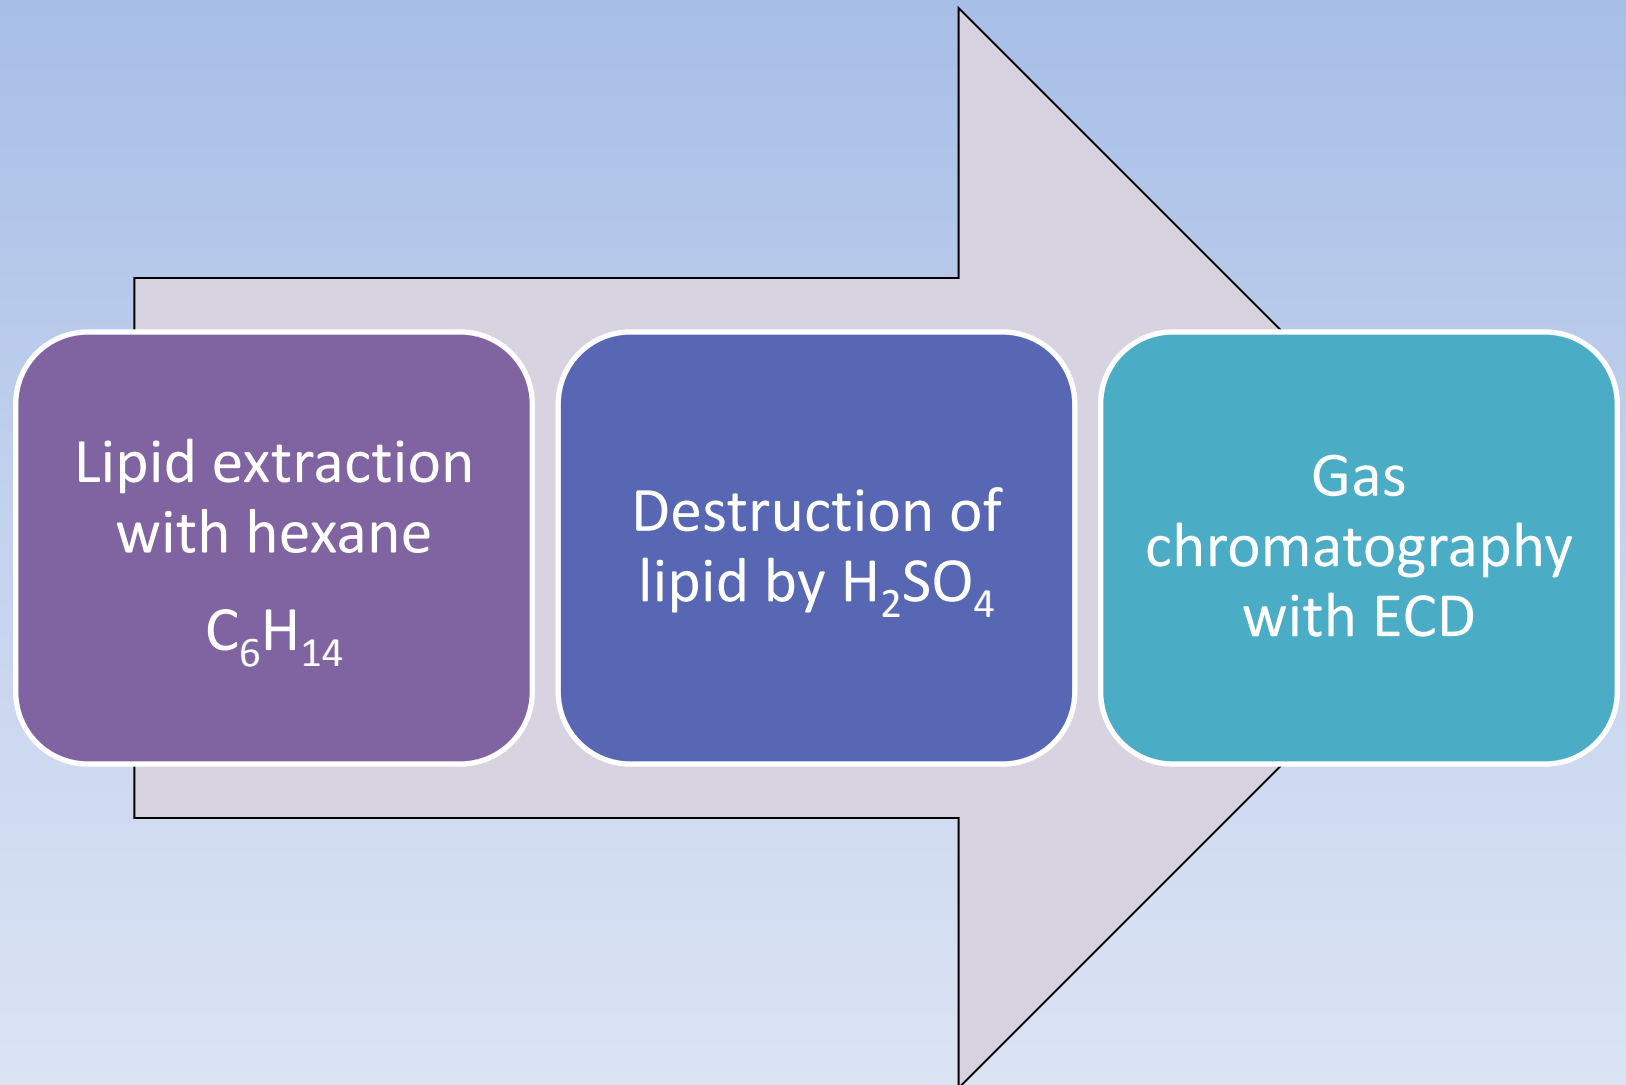 Lipid extraction
with hexane
C₆H₁₄
Destruction of
lipid by H₂SO₄
Gas
chromatography
with ECD